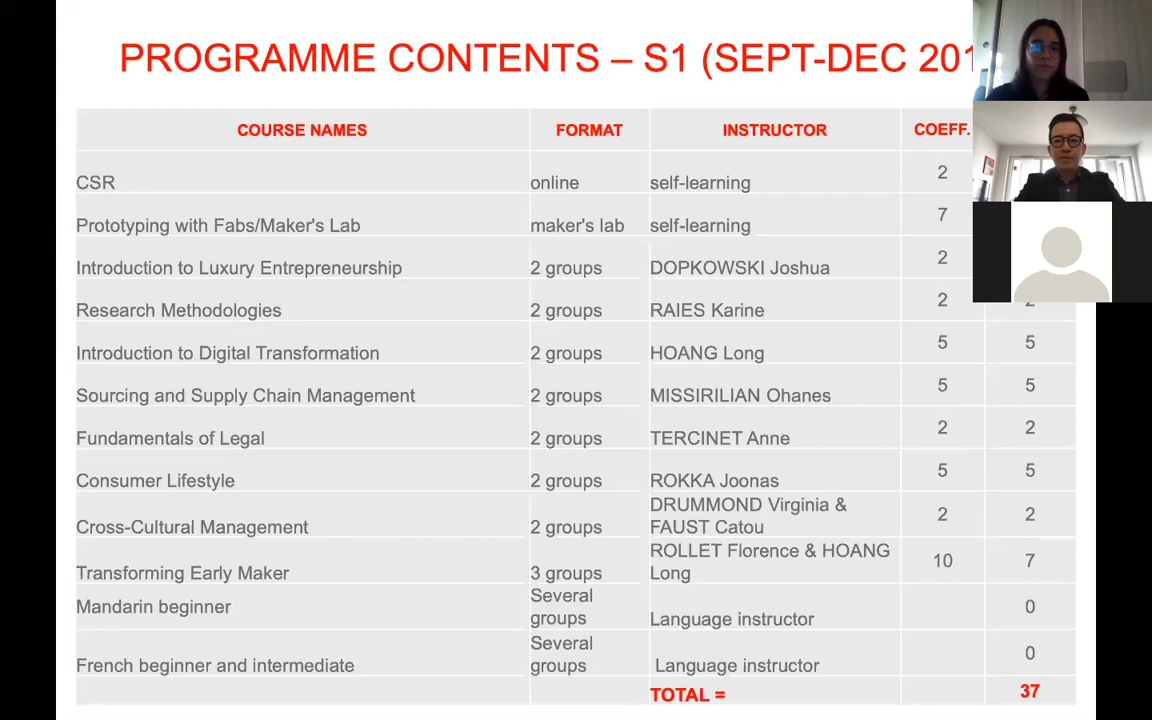 PROGRAMME CONTENTS – S1 (SEPT-DEC 201
COURSE NAMES FORMAT INSTRUCTOR COEFF.
CSR online self-learning 2
Prototyping with Fabs/Maker's Lab maker's lab self-learning 7
Introduction to Luxury Entrepreneurship 2 groups DOPKOWSKI Joshua 2
Research Methodologies 2 groups RAIES Karine 2
Introduction to Digital Transformation 2 groups HOANG Long 5 5
Sourcing and Supply Chain Management 2 groups MISSIRILIAN Ohanes 5 5
Fundamentals of Legal 2 groups TERCINET Anne 2 2
Consumer Lifestyle 2 groups ROKKA Joonas 5 5
Cross-Cultural Management 2 groups DRUMMOND Virginia & FAUST Catou 2 2
Transforming Early Maker 3 groups ROLLET Florence & HOANG Long 10 7
Mandarin beginner Several groups Language instructor 0
French beginner and intermediate Several groups Language instructor 0
TOTAL = 37